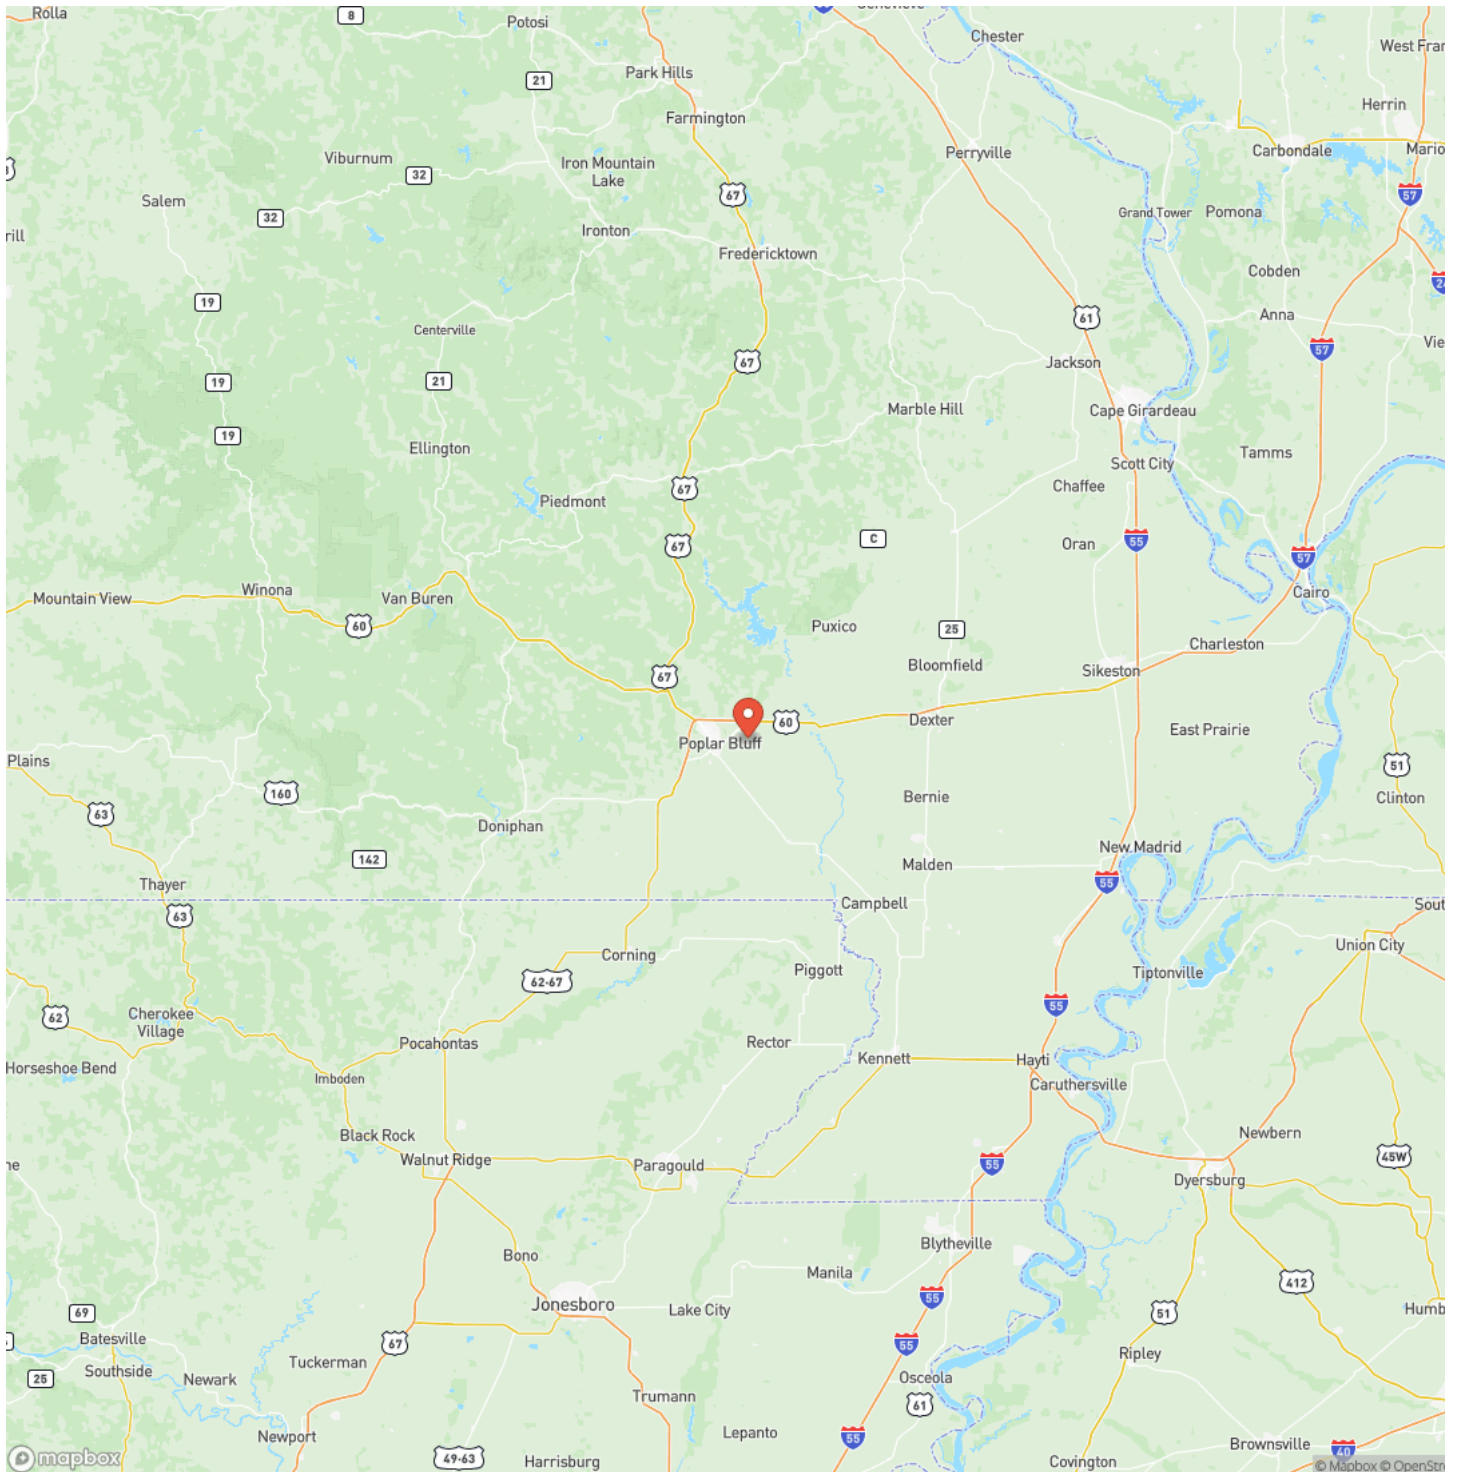 Rolla
8
Potosi
Genevieve
Chester
West Fran
21
Park Hills
Farmington
Herrin
Viburnum
32
Iron Mountain
Lake
Perryville
Carbondale
Mario
Salem
32
67
57
Grand Tower
Pomona
rill
Ironton
Fredericktown
Cobden
19
Centerville
61
Anna
57
Vie
67
Jackson
19
21
Marble Hill
Cape Girardeau
19
Ellington
Tamms
Scott City
67
Piedmont
Chaffee
C
55
67
Oran
57
Winona
Van Buren
Cairo
Mountain View
60
Puxico
25
Charleston
Bloomfield
Sikeston
67
60
Dexter
East Prairie
Poplar Bluff
Plains
51
160
Bernie
Clinton
63
Doniphan
142
New Madrid
Malden
55
Thayer
63
Campbell
Sout
Corning
Union City
Piggott
Tiptonville
62-67
55
62
Cherokee
Village
Pocahontas
Rector
Kennett
Hayti
Horseshoe Bend
Imboden
Caruthersville
Black Rock
Newbern
Walnut Ridge
Paragould
55
45W
ne
Dyersburg
Blytheville
Bono
Manila
412
55
Jonesboro
Lake City
51
Humb
69
Batesville
67
55
Southside
Tuckerman
Ripley
25
Newark
Osceola
Trumann
61
Newport
Lepanto
55
Brownsville
40
mapbox
49-63
Harrisburg
Covington
© Mapbox © OpenStre